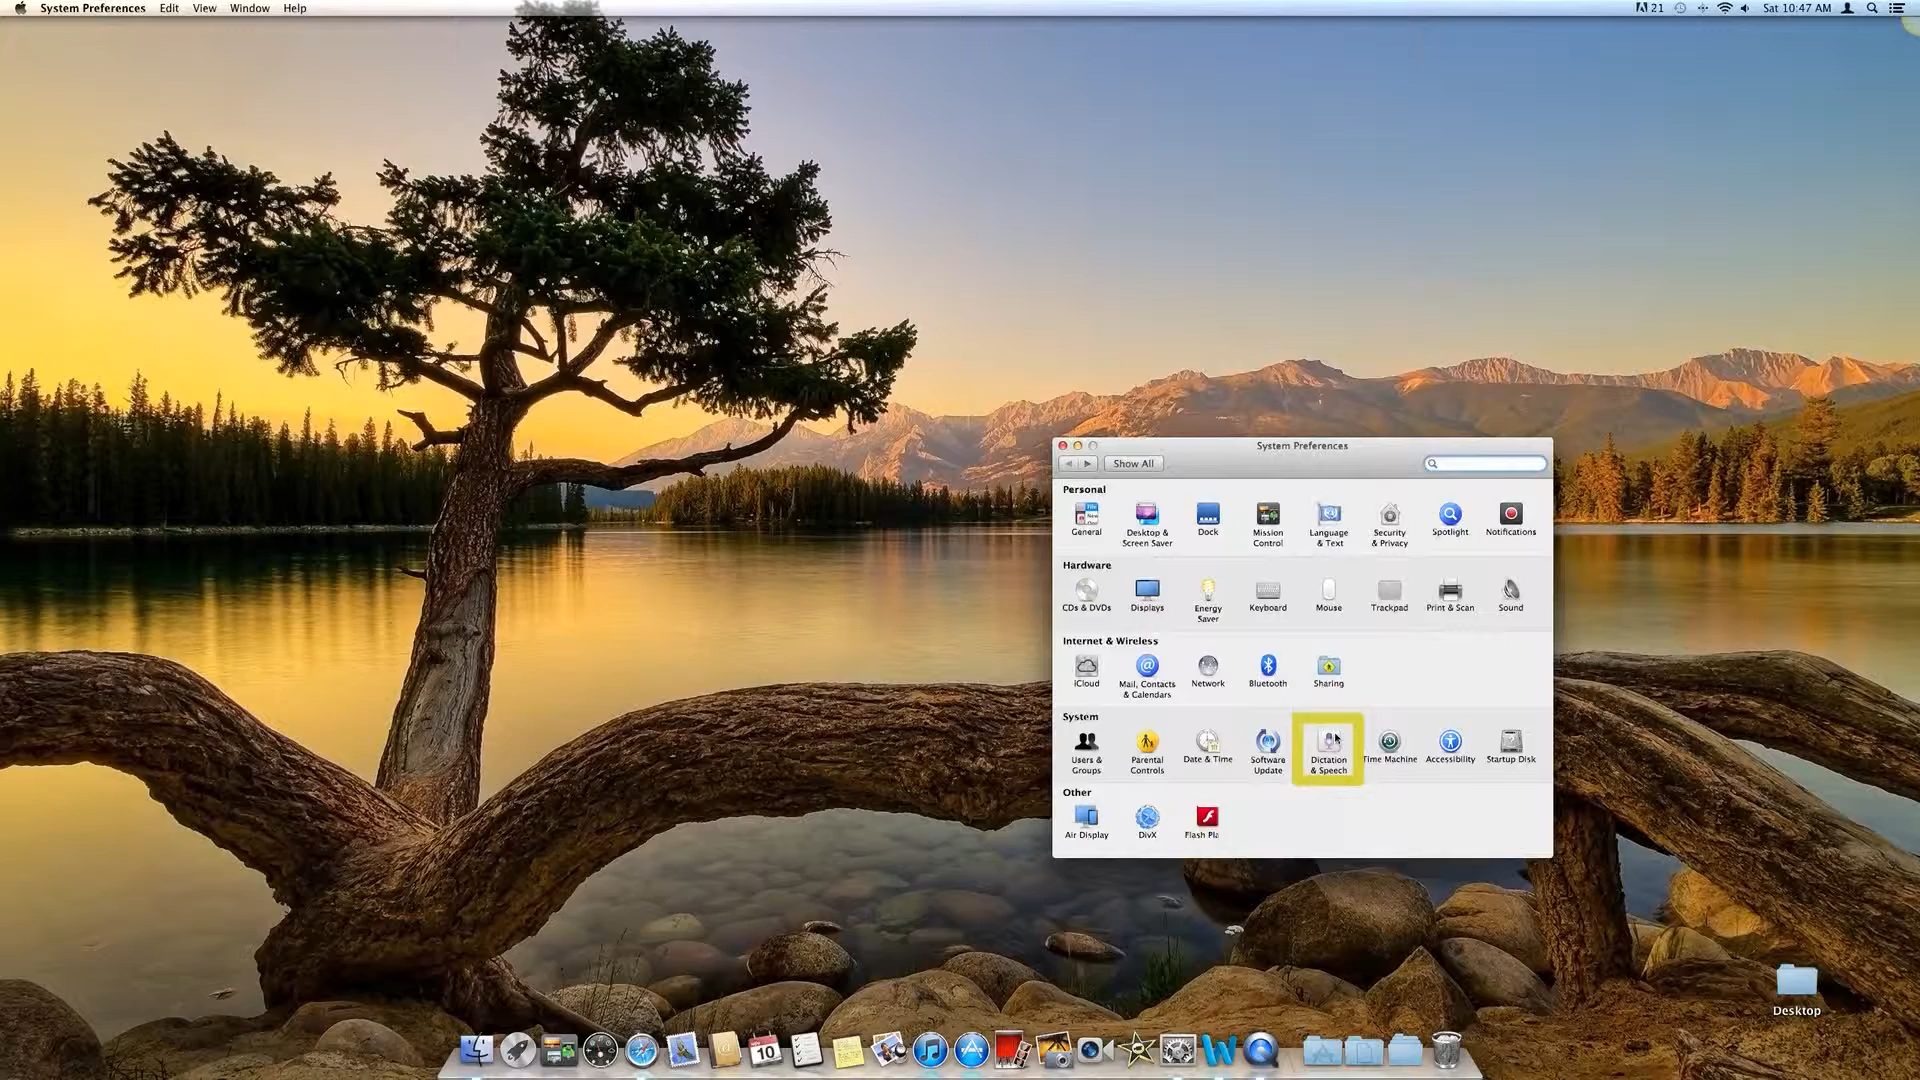 System Preferences Edit View Window Help
21 Sat 10:47 AM
System Preferences
Show All
Personal
General Desktop & Screen Saver Dock Mission Control Language & Text Security & Privacy Spotlight Notifications
Hardware
CDs & DVDs Displays Energy Saver Keyboard Mouse Trackpad Print & Scan Sound
Internet & Wireless
iCloud Mail, Contacts & Calendars Network Bluetooth Sharing
System
Users & Groups Parental Controls Date & Time Software Update Dictation & Speech Time Machine Accessibility Startup Disk
Other
Air Display DivX Flash Pla
Desktop
10